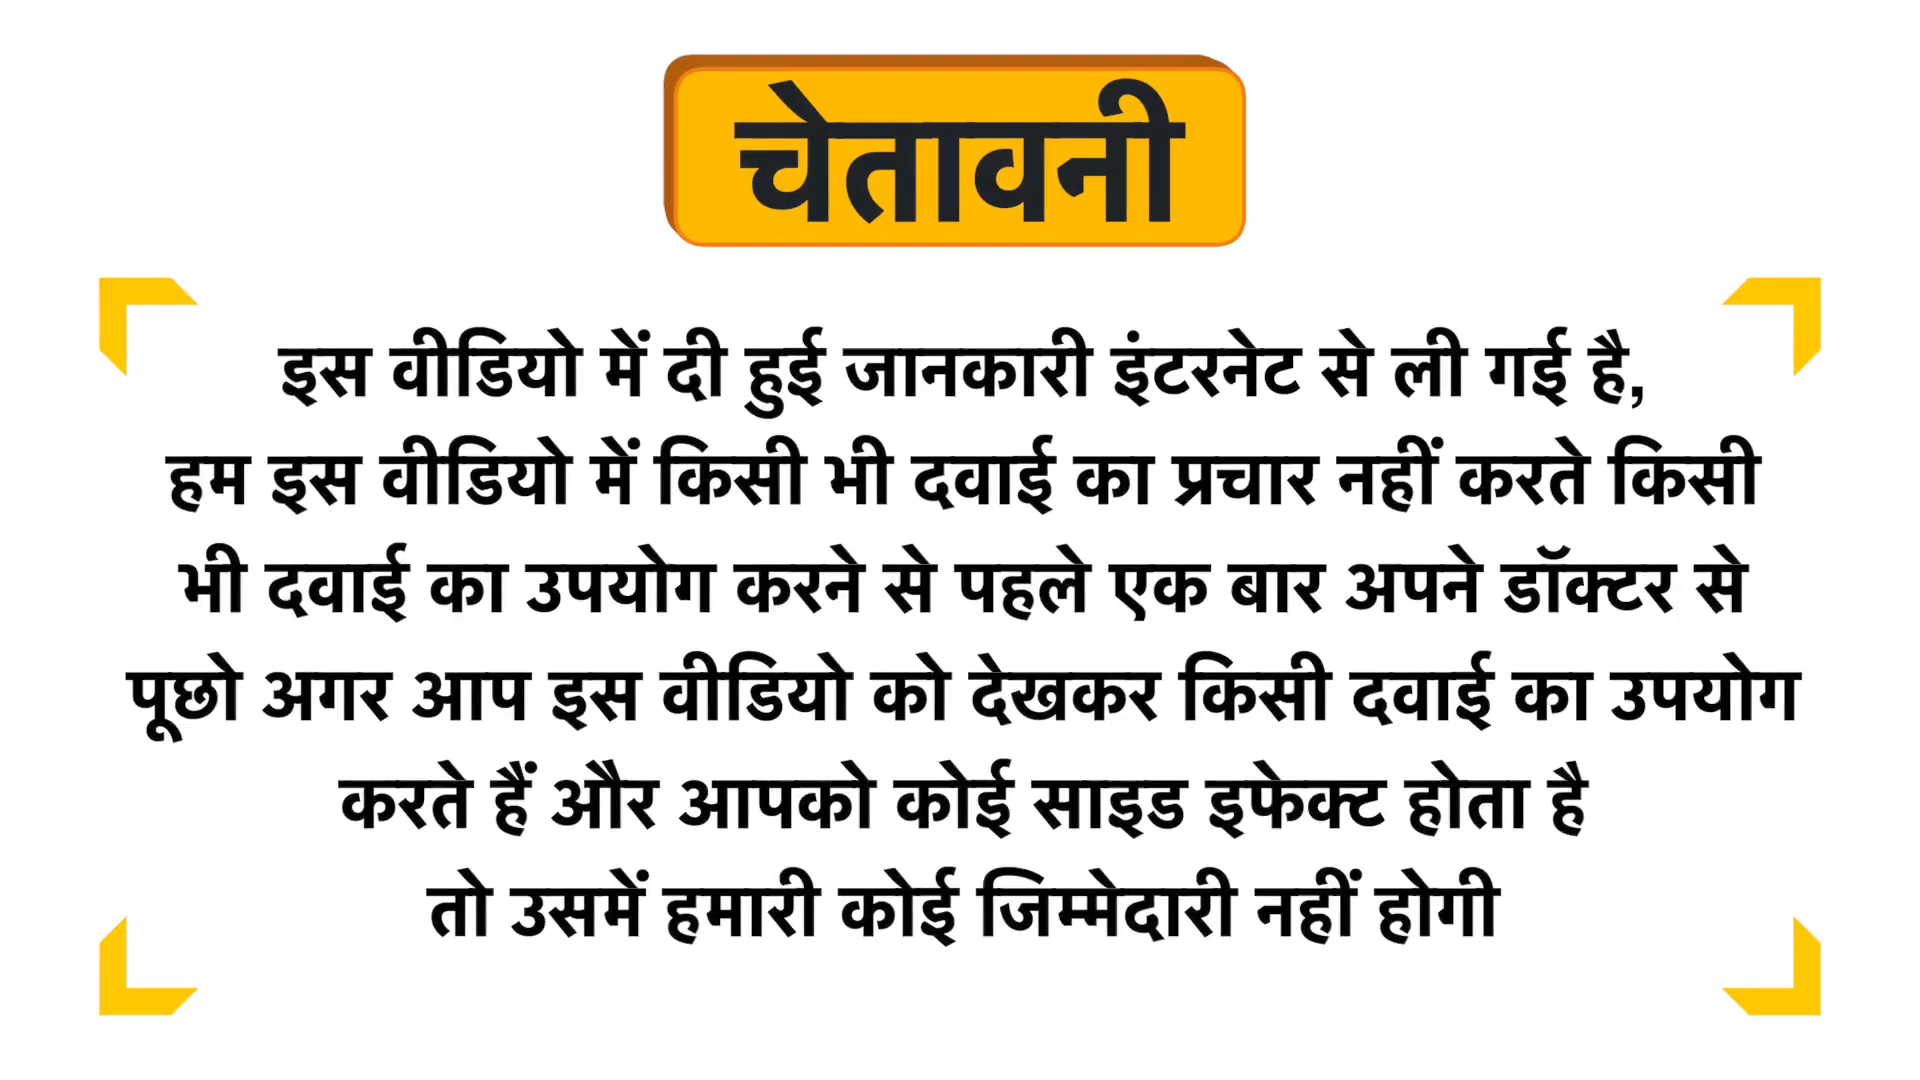 चेतावनी
इस वीडियो में दी हुई जानकारी इंटरनेट से ली गई है,
हम इस वीडियो में किसी भी दवाई का प्रचार नहीं करते किसी
भी दवाई का उपयोग करने से पहले एक बार अपने डॉक्टर से
पूछो अगर आप इस वीडियो को देखकर किसी दवाई का उपयोग
करते हैं और आपको कोई साइड इफेक्ट होता है
तो उसमें हमारी कोई जिम्मेदारी नहीं होगी